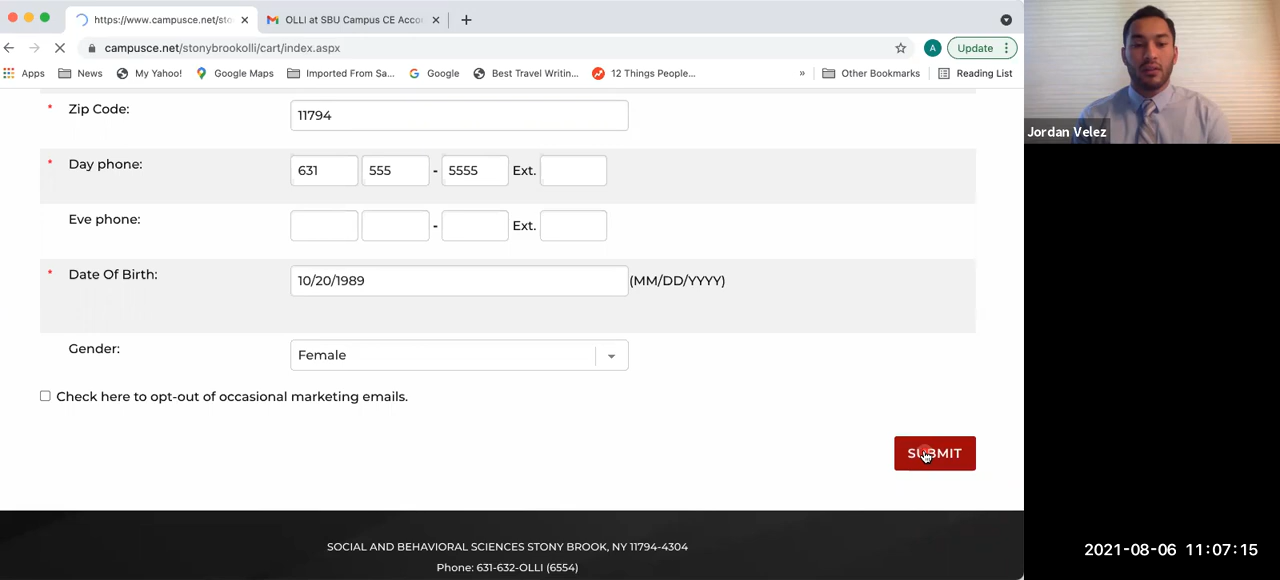 https://www.campusce.net/sto
OLLI at SBU Campus CE Acco
campusce.net/stonybrookolli/cart/index.aspx
A
Update
Apps
News
My Yahoo!
Google Maps
Imported From Sa...
Google
Best Travel Writin...
12 Things People...
»
Other Bookmarks
Reading List
* Zip Code: 11794
* Day phone: 631 555 - 5555 Ext.
Eve phone: - Ext.
* Date Of Birth: 10/20/1989 (MM/DD/YYYY)
Gender: Female
Check here to opt-out of occasional marketing emails.
SUBMIT
SOCIAL AND BEHAVIORAL SCIENCES STONY BROOK, NY 11794-4304
Phone: 631-632-OLLI (6554)
Jordan Velez
2021-08-06 11:07:15